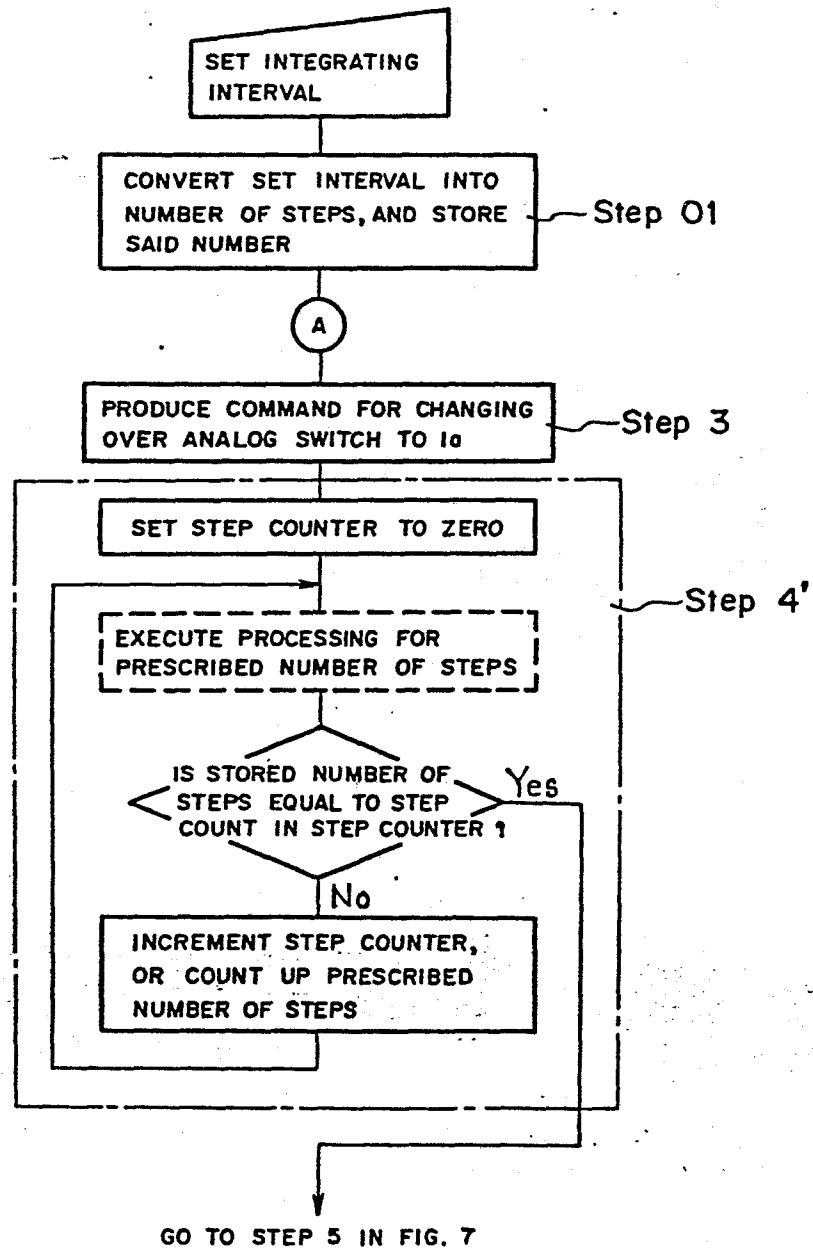 SET INTEGRATING
INTERVAL
CONVERT SET INTERVAL INTO
NUMBER OF STEPS, AND STORE
SAID NUMBER
Step 01
A
PRODUCE COMMAND FOR CHANGING
OVER ANALOG SWITCH TO 1a
Step 3
SET STEP COUNTER TO ZERO
Step 4'
EXECUTE PROCESSING FOR
PRESCRIBED NUMBER OF STEPS
IS STORED NUMBER OF
STEPS EQUAL TO STEP
COUNT IN STEP COUNTER ?
Yes
No
INCREMENT STEP COUNTER,
OR COUNT UP PRESCRIBED
NUMBER OF STEPS
GO TO STEP 5 IN FIG. 7